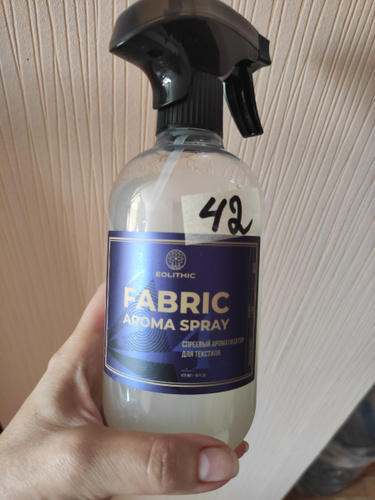 42
EOLITHIC
FABRIC
AROMA SPRAY
СПРЕЕВЫЙ АРОМАТИЗАТОР
ДЛЯ ТЕКСТИЛЯ